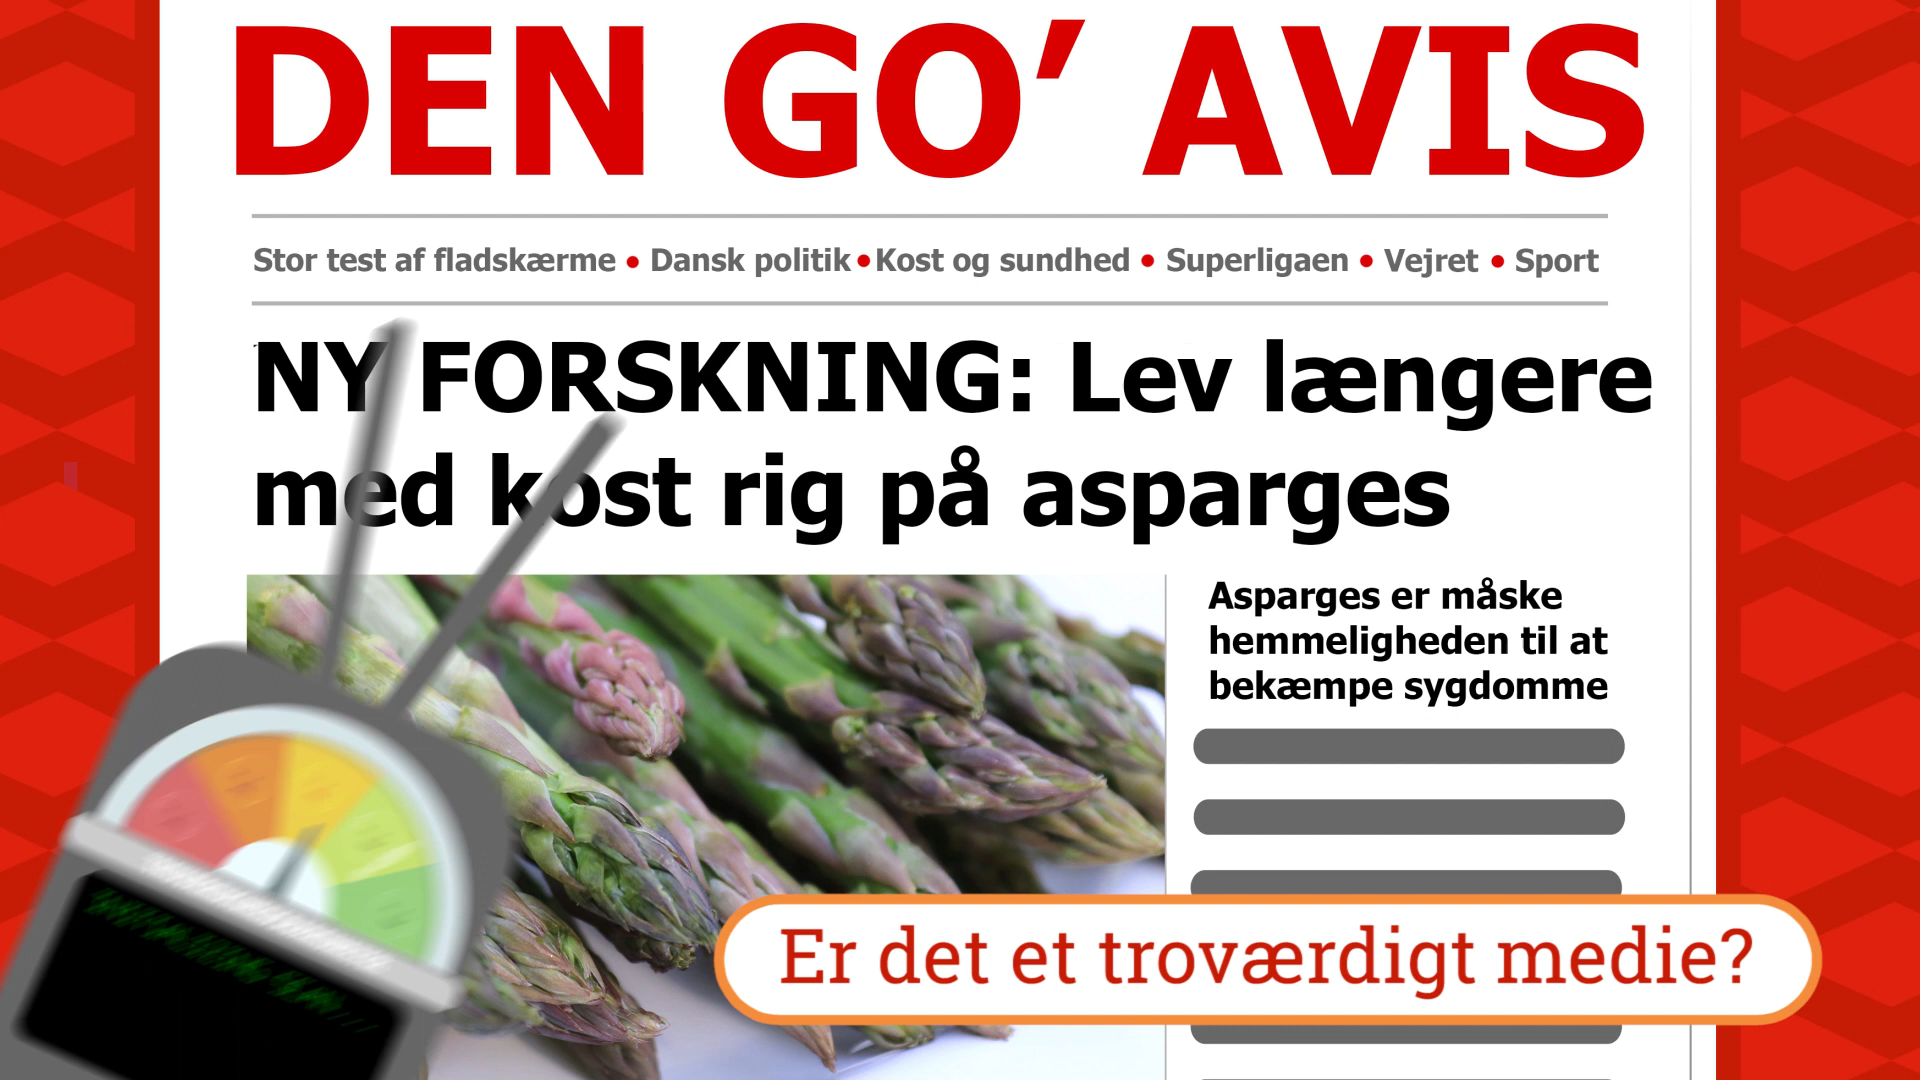 DEN GO’ AVIS
Stor test af fladskærme • Dansk politik • Kost og sundhed • Superligaen • Vejret • Sport
NY FORSKNING: Lev længere
med kost rig på asparges
Asparges er måske
hemmeligheden til at
bekæmpe sygdomme
Er det et troværdigt medie?